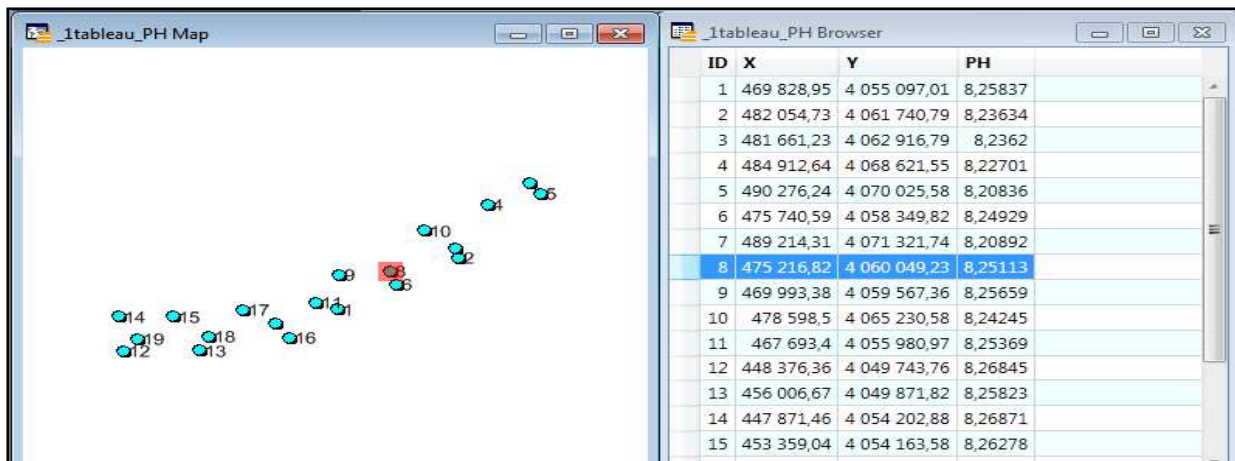 _1tableau_PH Map
5
4
10
2
8
9
6
11
1
17
14
15
18
16
19
12
13
_1tableau_PH Browser
ID X Y PH
1 469 828,95 4 055 097,01 8,25837
2 482 054,73 4 061 740,79 8,23634
3 481 661,23 4 062 916,79 8,2362
4 484 912,64 4 068 621,55 8,22701
5 490 276,24 4 070 025,58 8,20836
6 475 740,59 4 058 349,82 8,24929
7 489 214,31 4 071 321,74 8,20892
8 475 216,82 4 060 049,23 8,25113
9 469 993,38 4 059 567,36 8,25659
10 478 598,5 4 065 230,58 8,24245
11 467 693,4 4 055 980,97 8,25369
12 448 376,36 4 049 743,76 8,26845
13 456 006,67 4 049 871,82 8,25823
14 447 871,46 4 054 202,88 8,26871
15 453 359,04 4 054 163,58 8,26278